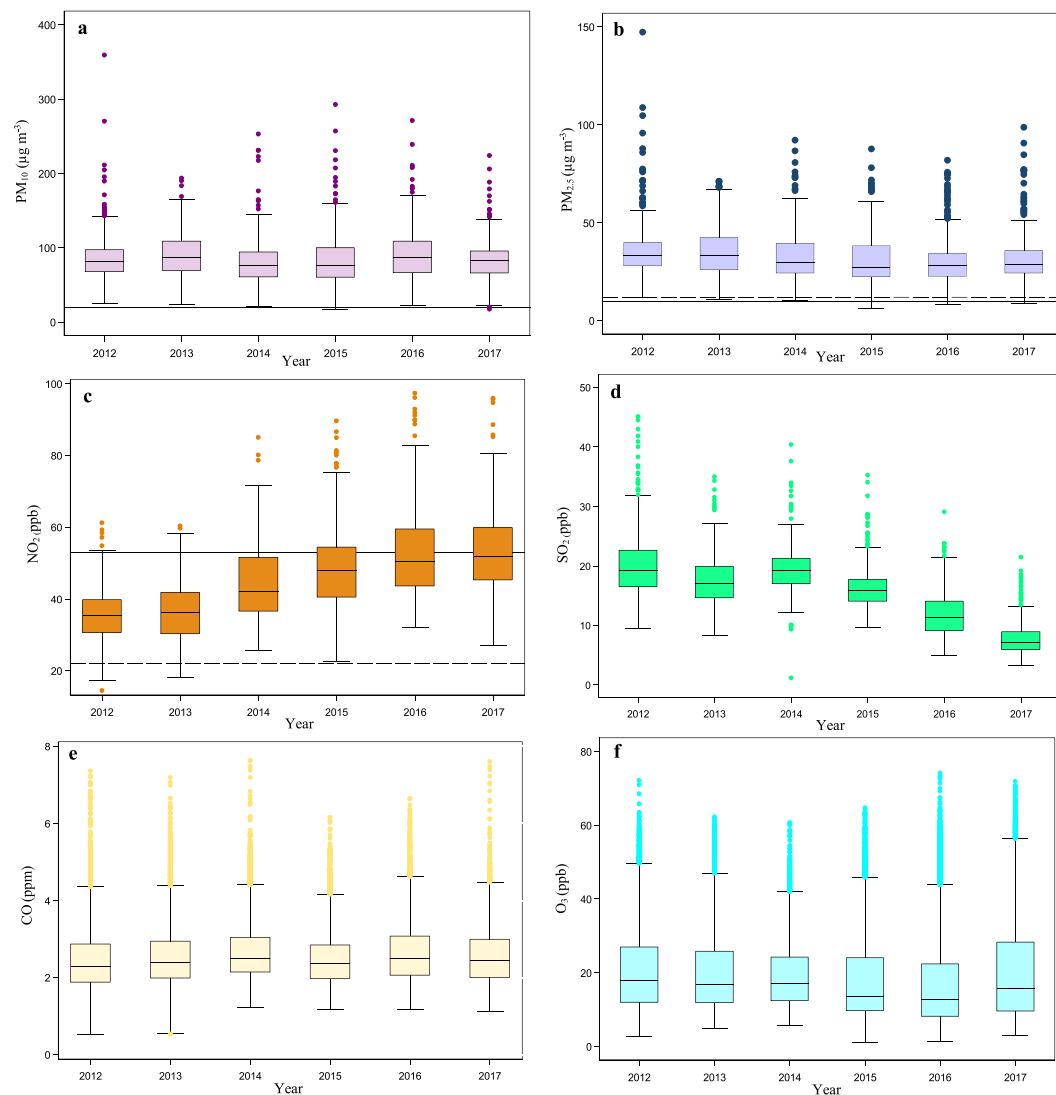 a
400
300
200
100
0
PM₁₀ (µg m⁻³)
2012 2013 2014 2015 2016 2017
Year
b
150
100
50
0
PM₂.₅ (µg m⁻³)
2012 2013 2014 2015 2016 2017
Year
c
100
80
60
40
20
NO₂ (ppb)
2012 2013 2014 2015 2016 2017
Year
d
50
40
30
20
10
0
SO₂ (ppb)
2012 2013 2014 2015 2016 2017
Year
e
8
6
4
2
0
CO (ppm)
2012 2013 2014 2015 2016 2017
Year
f
80
60
40
20
0
O₃ (ppb)
2012 2013 2014 2015 2016 2017
Year